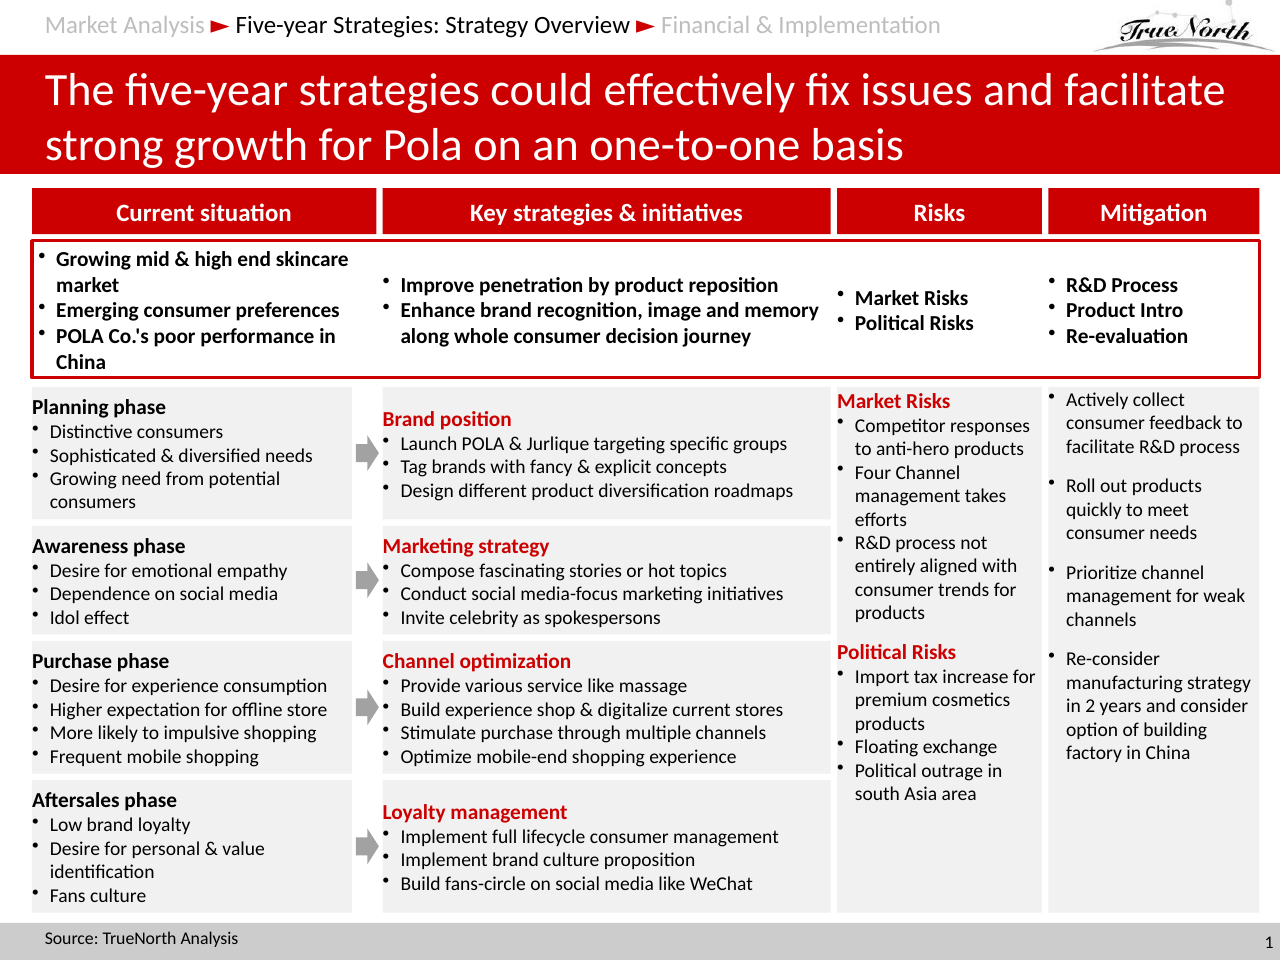 Market Analysis ► Five-year Strategies: Strategy Overview ► Financial & Implementation
TrueNorth
The five-year strategies could effectively fix issues and facilitate
strong growth for Pola on an one-to-one basis
Current situation
Key strategies & initiatives
Risks
Mitigation
• Growing mid & high end skincare
market
• Emerging consumer preferences
• POLA Co.'s poor performance in
China
• Improve penetration by product reposition
• Enhance brand recognition, image and memory
along whole consumer decision journey
• Market Risks
• Political Risks
• R&D Process
• Product Intro
• Re-evaluation
Planning phase
• Distinctive consumers
• Sophisticated & diversified needs
• Growing need from potential
consumers
Brand position
• Launch POLA & Jurlique targeting specific groups
• Tag brands with fancy & explicit concepts
• Design different product diversification roadmaps
Awareness phase
• Desire for emotional empathy
• Dependence on social media
• Idol effect
Marketing strategy
• Compose fascinating stories or hot topics
• Conduct social media-focus marketing initiatives
• Invite celebrity as spokespersons
Purchase phase
• Desire for experience consumption
• Higher expectation for offline store
• More likely to impulsive shopping
• Frequent mobile shopping
Channel optimization
• Provide various service like massage
• Build experience shop & digitalize current stores
• Stimulate purchase through multiple channels
• Optimize mobile-end shopping experience
Aftersales phase
• Low brand loyalty
• Desire for personal & value
identification
• Fans culture
Loyalty management
• Implement full lifecycle consumer management
• Implement brand culture proposition
• Build fans-circle on social media like WeChat
Market Risks
• Competitor responses
to anti-hero products
• Four Channel
management takes
efforts
• R&D process not
entirely aligned with
consumer trends for
products
Political Risks
• Import tax increase for
premium cosmetics
products
• Floating exchange
• Political outrage in
south Asia area
• Actively collect
consumer feedback to
facilitate R&D process
• Roll out products
quickly to meet
consumer needs
• Prioritize channel
management for weak
channels
• Re-consider
manufacturing strategy
in 2 years and consider
option of building
factory in China
Source: TrueNorth Analysis
1